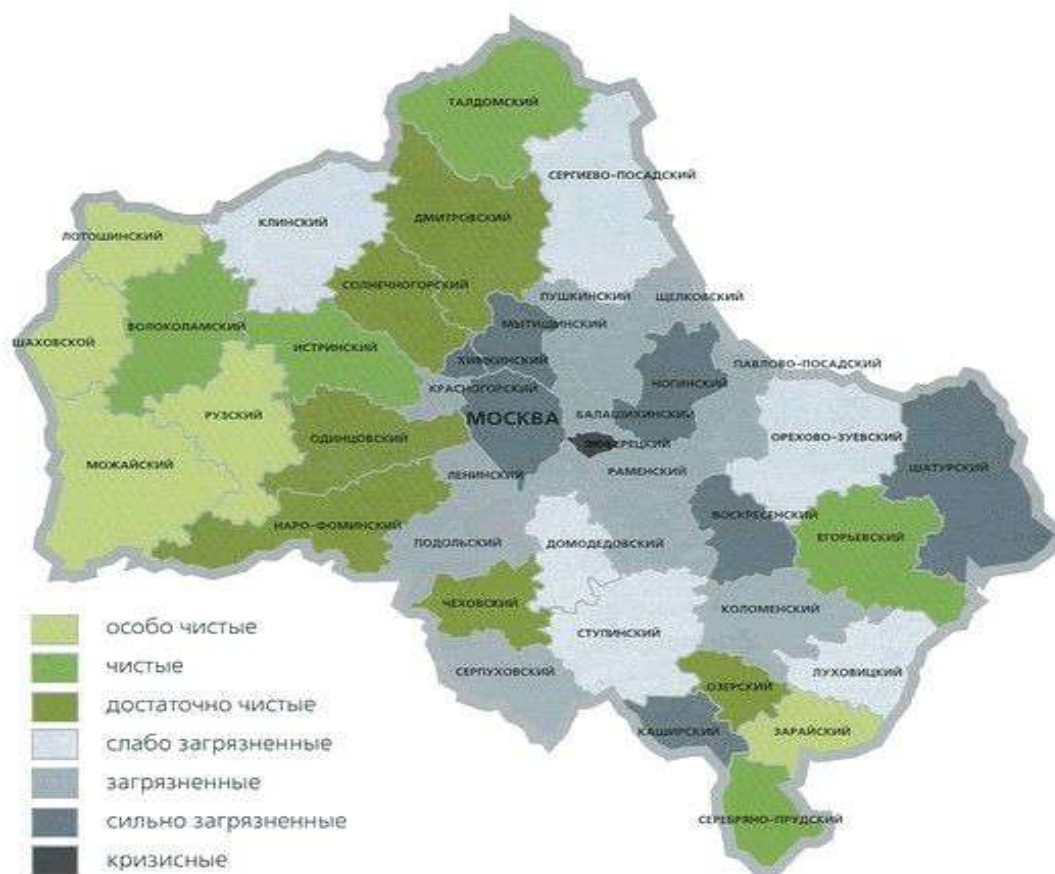 ТАЛДОМСКИЙ
СЕРГИЕВО-ПОСАДСКИЙ
КЛИНСКИЙ
ДМИТРОВСКИЙ
ЛОТОШИНСКИЙ
СОЛНЕЧНОГОРСКИЙ
ПУШКИНСКИЙ
ЩЕЛКОВСКИЙ
ВОЛОКОЛАМСКИЙ
МЫТИЩИНСКИЙ
ШАХОВСКОЙ
ИСТРИНСКИЙ
ХИМКИНСКИЙ
ПАВЛОВО-ПОСАДСКИЙ
КРАСНОГОРСКИЙ
НОГИНСКИЙ
РУЗСКИЙ
МОСКВА
БАЛАШИХИНСКИЙ
ОДИНЦОВСКИЙ
ЛЮБЕРЕЦКИЙ
ОРЕХОВО-ЗУЕВСКИЙ
МОЖАЙСКИЙ
ЛЕНИНСКИЙ
РАМЕНСКИЙ
ШАТУРСКИЙ
НАРО-ФОМИНСКИЙ
ВОСКРЕСЕНСКИЙ
ПОДОЛЬСКИЙ
ДОМОДЕДОВСКИЙ
ЕГОРЬЕВСКИЙ
ЧЕХОВСКИЙ
КОЛОМЕНСКИЙ
СТУПИНСКИЙ
СЕРПУХОВСКИЙ
ЛУХОВИЦКИЙ
ОЗЕРСКИЙ
КАШИРСКИЙ
ЗАРАЙСКИЙ
СЕРЕБРЯНО-ПРУДСКИЙ
особо чистые
чистые
достаточно чистые
слабо загрязненные
загрязненные
сильно загрязненные
кризисные